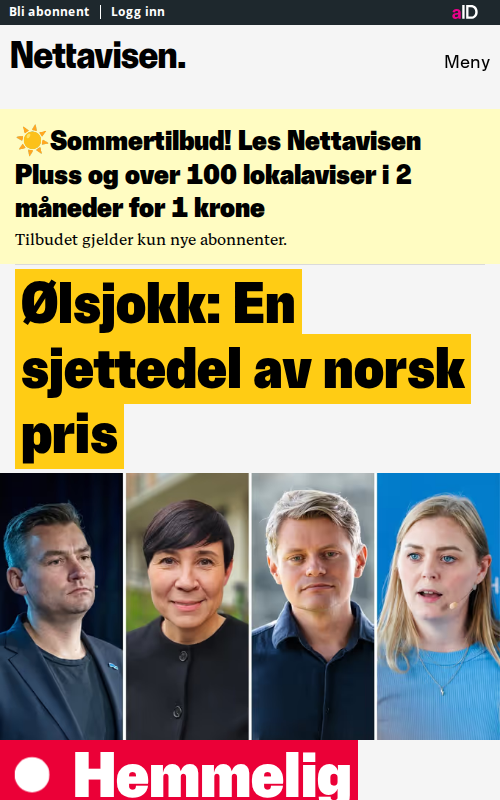 Bli abonnent | Logg inn
aID
Nettavisen.
Meny
☀️Sommertilbud! Les Nettavisen
Pluss og over 100 lokalaviser i 2
måneder for 1 krone
Tilbudet gjelder kun nye abonnenter.
Ølsjokk: En
sjettedel av norsk
pris
Hemmelig